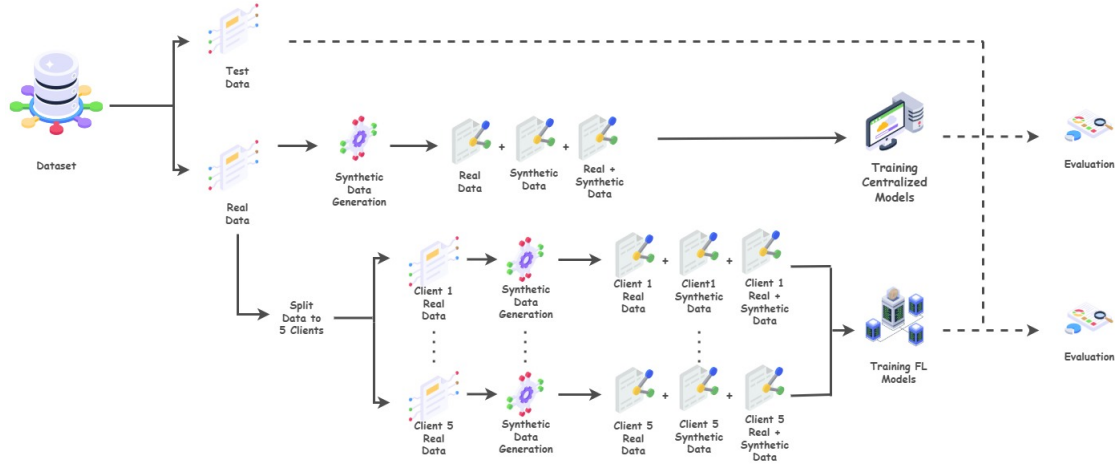 Test
Data
Dataset
Real
Data
Synthetic
Data
Generation
Real
Data
+
Synthetic
Data
+
Real +
Synthetic
Data
Training
Centralized
Models
Evaluation
Split
Data to
5 Clients
Client 1
Real
Data
Synthetic
Data
Generation
Client 1
Real
Data
+
Client1
Synthetic
Data
+
Client 1
Real +
Synthetic
Data
Training FL
Models
Evaluation
Client 5
Real
Data
Synthetic
Data
Generation
Client 5
Real
Data
+
Client 5
Synthetic
Data
+
Client 5
Real +
Synthetic
Data